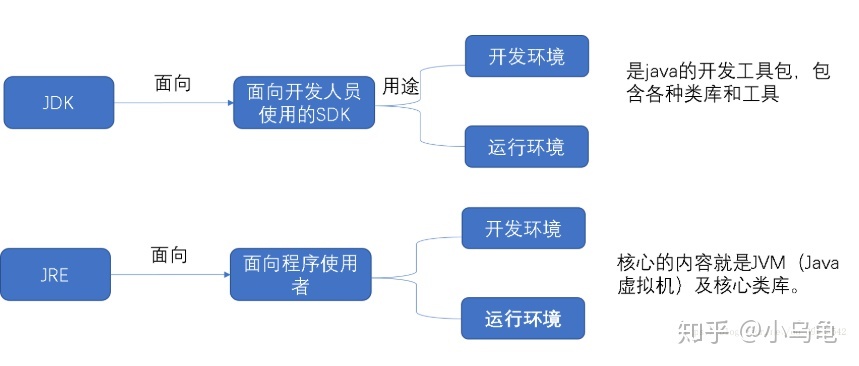 JDK
面向
面向开发人员
使用的SDK
用途
开发环境
运行环境
是java的开发工具包，包
含各种类库和工具
JRE
面向
面向程序使用
者
开发环境
运行环境
核心的内容就是JVM（Java
虚拟机）及核心类库。
知乎 @小乌龟